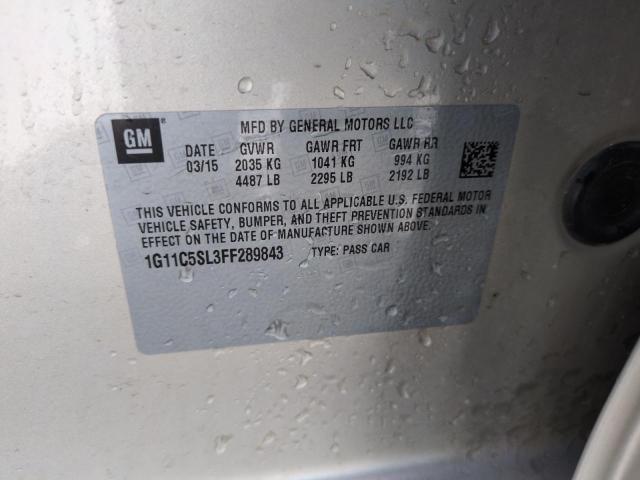 GM ®
MFD BY GENERAL MOTORS LLC
DATE GVWR GAWR FRT GAWR RR
03/15 2035 KG 1041 KG 994 KG
4487 LB 2295 LB 2192 LB
THIS VEHICLE CONFORMS TO ALL APPLICABLE U.S. FEDERAL MOTOR
VEHICLE SAFETY, BUMPER, AND THEFT PREVENTION STANDARDS IN
EFFECT ON THE DATE OF MANUFACTURE SHOWN ABOVE.
1G11C5SL3FF289843 TYPE: PASS CAR